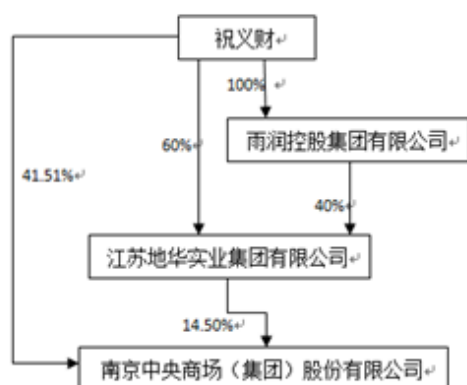 祝义财
100%
雨润控股集团有限公司
60%
41.51%
40%
江苏地华实业集团有限公司
14.50%
南京中央商场（集团）股份有限公司